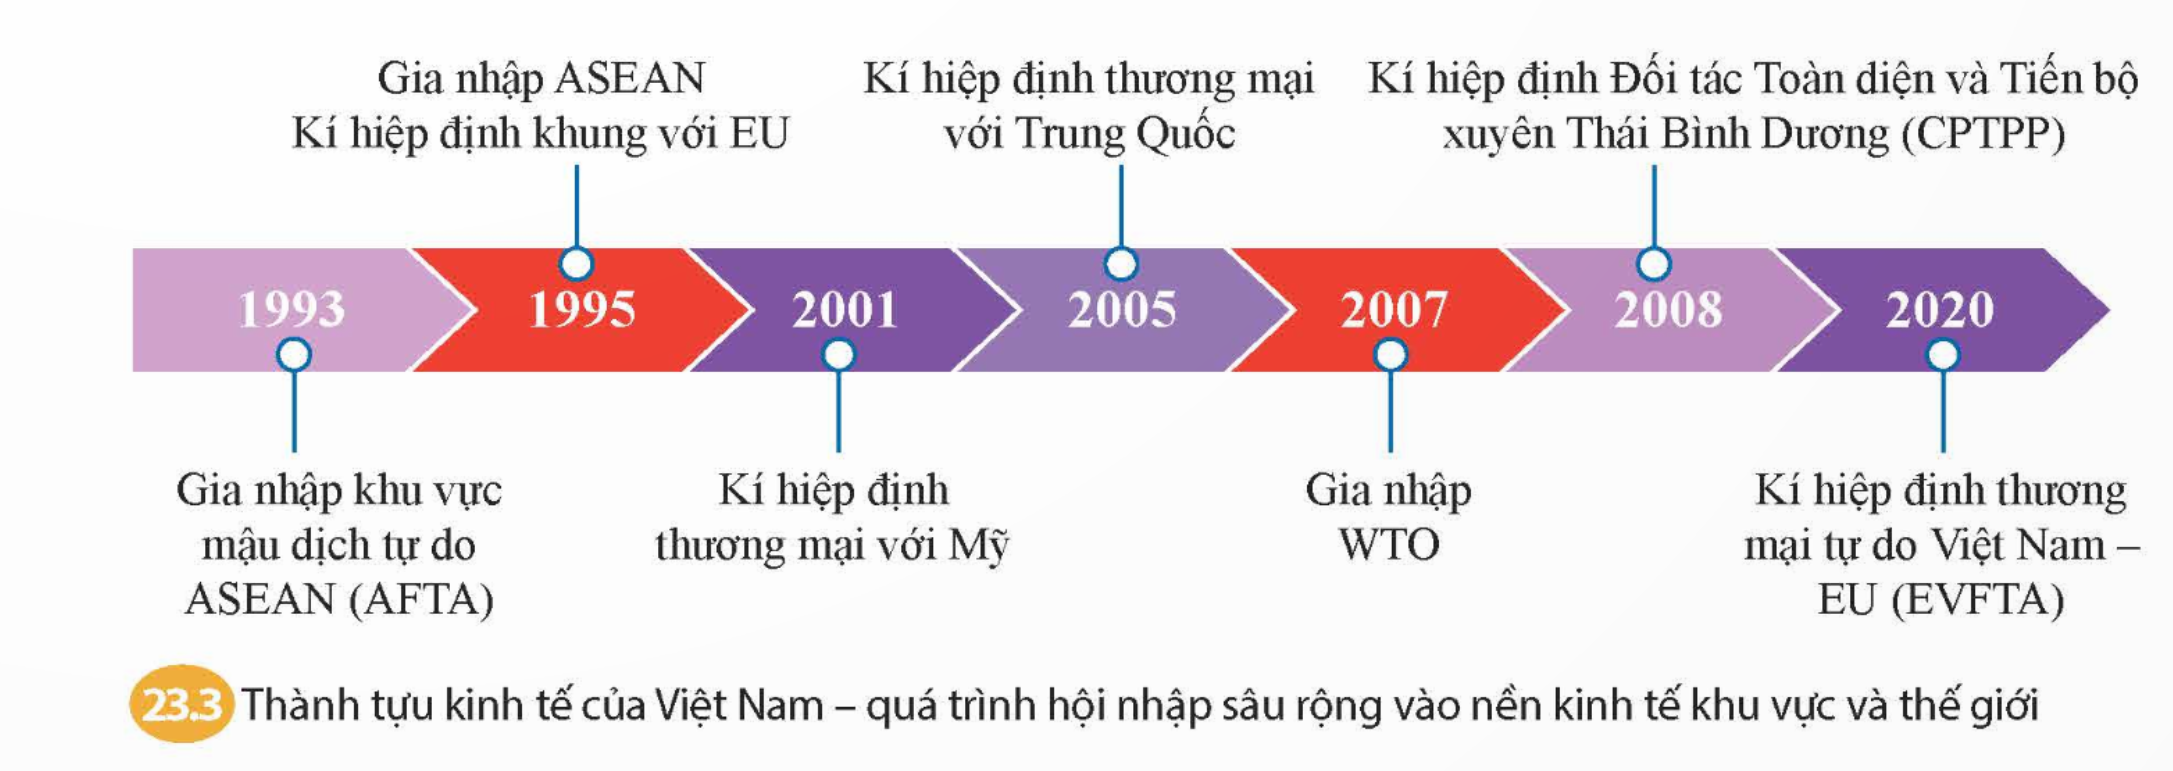 Gia nhập ASEAN
Kí hiệp định khung với EU
Kí hiệp định thương mại
với Trung Quốc
Kí hiệp định Đối tác Toàn diện và Tiến bộ
xuyên Thái Bình Dương (CPTPP)
1993
1995
2001
2005
2007
2008
2020
Gia nhập khu vực
mậu dịch tự do
ASEAN (AFTA)
Kí hiệp định
thương mại với Mỹ
Gia nhập
WTO
Kí hiệp định thương
mại tự do Việt Nam –
EU (EVFTA)
23.3 Thành tựu kinh tế của Việt Nam – quá trình hội nhập sâu rộng vào nền kinh tế khu vực và thế giới